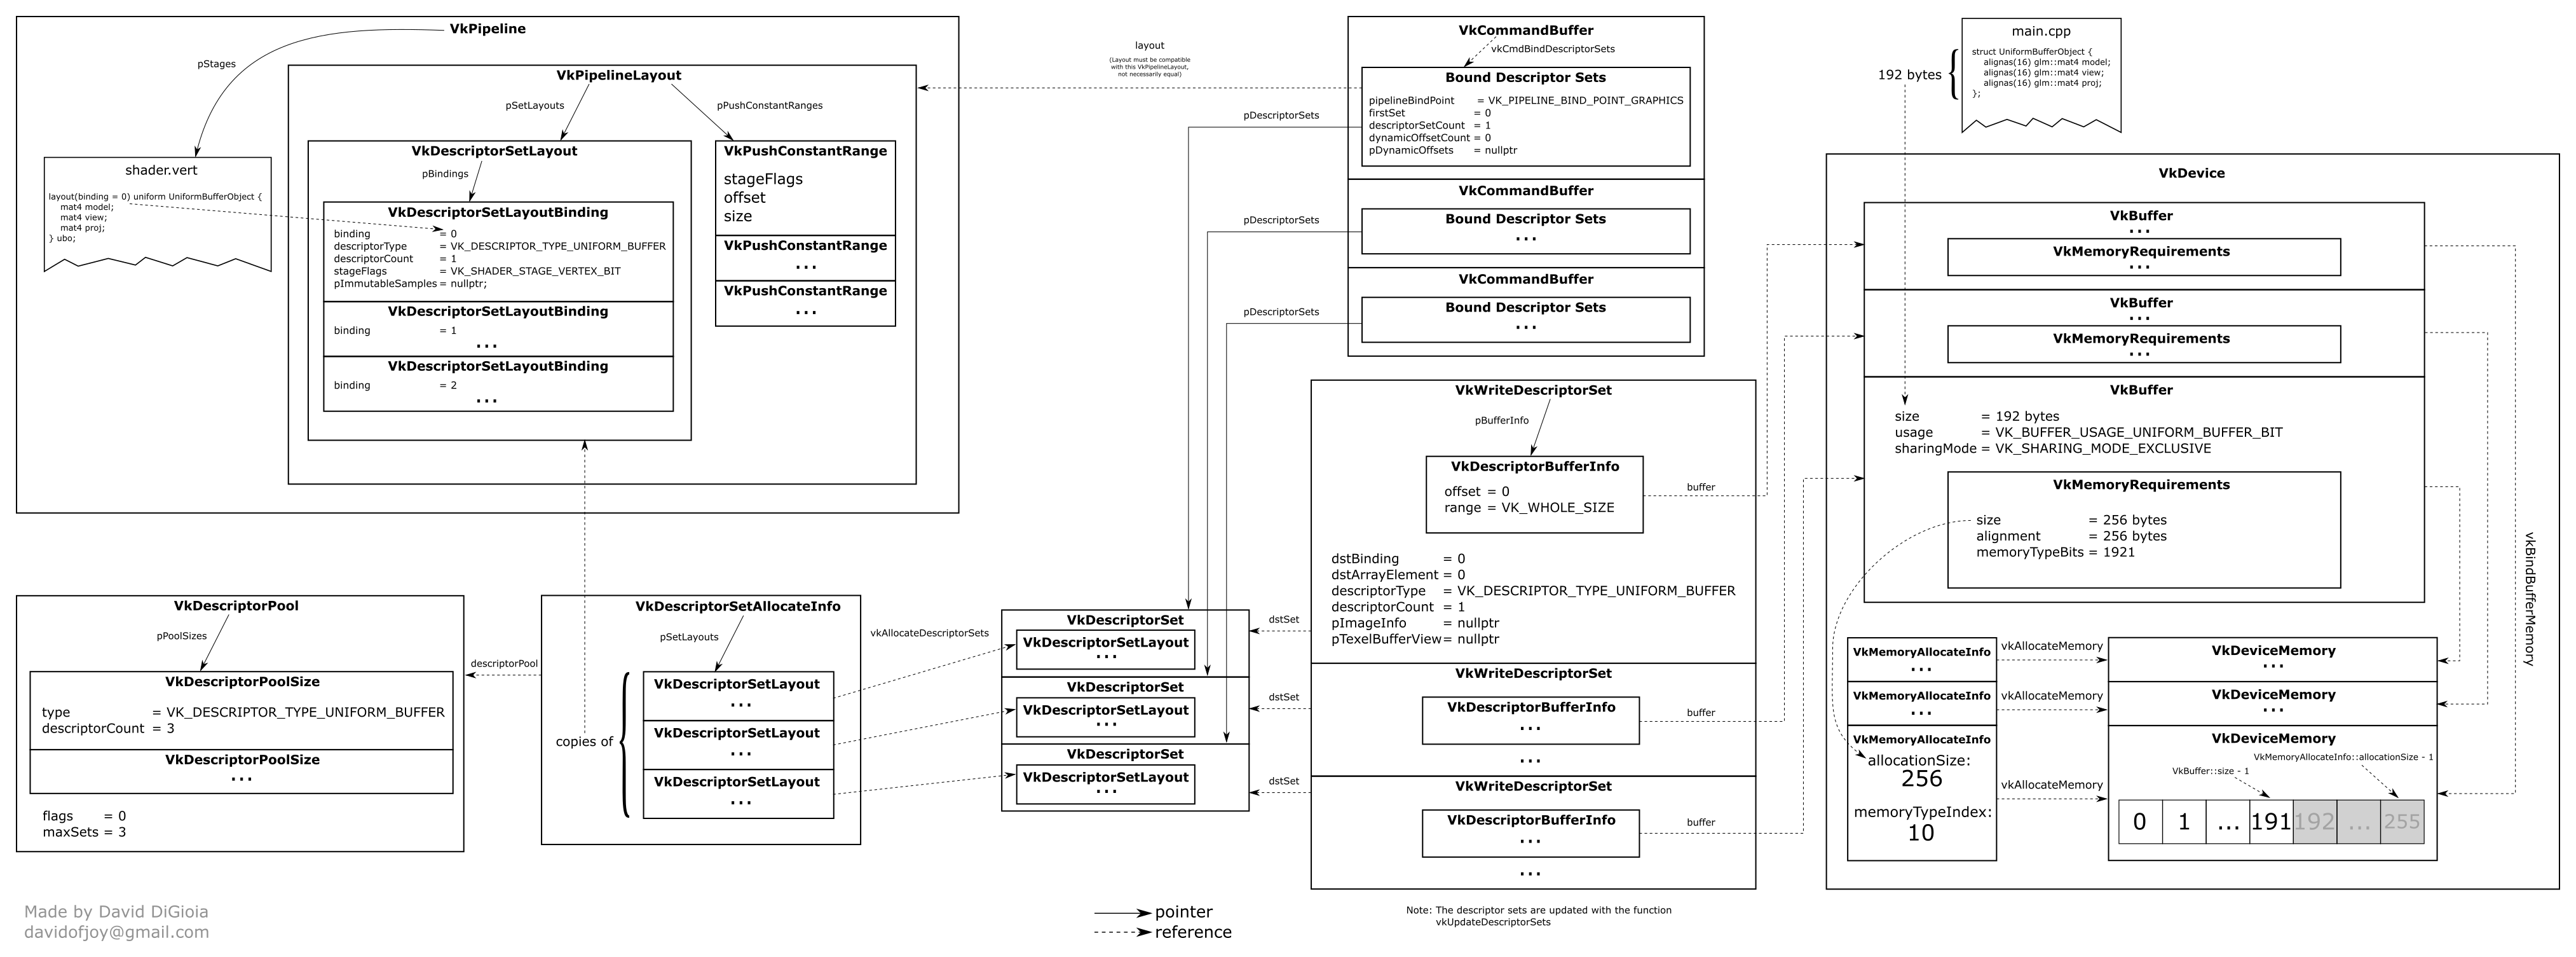 VkPipeline
pStages
VkPipelineLayout
pSetLayouts
pPushConstantRanges
shader.vert
layout(binding = 0) uniform UniformBufferObject {
mat4 model;
mat4 view;
mat4 proj;
} ubo;
VkDescriptorSetLayout
pBindings
VkDescriptorSetLayoutBinding
binding = 0
descriptorType = VK_DESCRIPTOR_TYPE_UNIFORM_BUFFER
descriptorCount = 1
stageFlags = VK_SHADER_STAGE_VERTEX_BIT
pImmutableSamples = nullptr;
VkDescriptorSetLayoutBinding
binding = 1
...
VkDescriptorSetLayoutBinding
binding = 2
...
VkPushConstantRange
stageFlags
offset
size
VkPushConstantRange
...
VkPushConstantRange
...
layout
(Layout must be compatible
with this VkPipelineLayout,
not necessarily equal)
VkCommandBuffer
vkCmdBindDescriptorSets
Bound Descriptor Sets
pipelineBindPoint = VK_PIPELINE_BIND_POINT_GRAPHICS
firstSet = 0
descriptorSetCount = 1
dynamicOffsetCount = 0
pDynamicOffsets = nullptr
pDescriptorSets
VkCommandBuffer
Bound Descriptor Sets
...
pDescriptorSets
VkCommandBuffer
Bound Descriptor Sets
...
pDescriptorSets
main.cpp
struct UniformBufferObject {
alignas(16) glm::mat4 model;
alignas(16) glm::mat4 view;
alignas(16) glm::mat4 proj;
};
192 bytes
VkDevice
VkBuffer
...
VkMemoryRequirements
...
VkBuffer
...
VkMemoryRequirements
...
VkBuffer
size = 192 bytes
usage = VK_BUFFER_USAGE_UNIFORM_BUFFER_BIT
sharingMode = VK_SHARING_MODE_EXCLUSIVE
VkMemoryRequirements
size = 256 bytes
alignment = 256 bytes
memoryTypeBits = 1921
vkBindBufferMemory
VkMemoryAllocateInfo
...
vkAllocateMemory
VkDeviceMemory
...
VkMemoryAllocateInfo
...
vkAllocateMemory
VkDeviceMemory
...
VkMemoryAllocateInfo
allocationSize:
256
memoryTypeIndex:
10
vkAllocateMemory
VkDeviceMemory
VkMemoryAllocateInfo::allocationSize - 1
VkBuffer::size - 1
0 1 ... 191 192 ... 255
VkWriteDescriptorSet
pBufferInfo
VkDescriptorBufferInfo
offset = 0
range = VK_WHOLE_SIZE
buffer
dstBinding = 0
dstArrayElement = 0
descriptorType = VK_DESCRIPTOR_TYPE_UNIFORM_BUFFER
descriptorCount = 1
pImageInfo = nullptr
pTexelBufferView = nullptr
dstSet
VkWriteDescriptorSet
VkDescriptorBufferInfo
...
...
buffer
dstSet
VkWriteDescriptorSet
VkDescriptorBufferInfo
...
...
buffer
dstSet
VkDescriptorPool
pPoolSizes
VkDescriptorPoolSize
type = VK_DESCRIPTOR_TYPE_UNIFORM_BUFFER
descriptorCount = 3
VkDescriptorPoolSize
...
flags = 0
maxSets = 3
descriptorPool
VkDescriptorSetAllocateInfo
pSetLayouts
copies of
VkDescriptorSetLayout
...
VkDescriptorSetLayout
...
VkDescriptorSetLayout
...
vkAllocateDescriptorSets
VkDescriptorSet
VkDescriptorSetLayout
...
VkDescriptorSet
VkDescriptorSetLayout
...
VkDescriptorSet
VkDescriptorSetLayout
...
Made by David DiGioia
davidofjoy@gmail.com
pointer
reference
Note: The descriptor sets are updated with the function
vkUpdateDescriptorSets